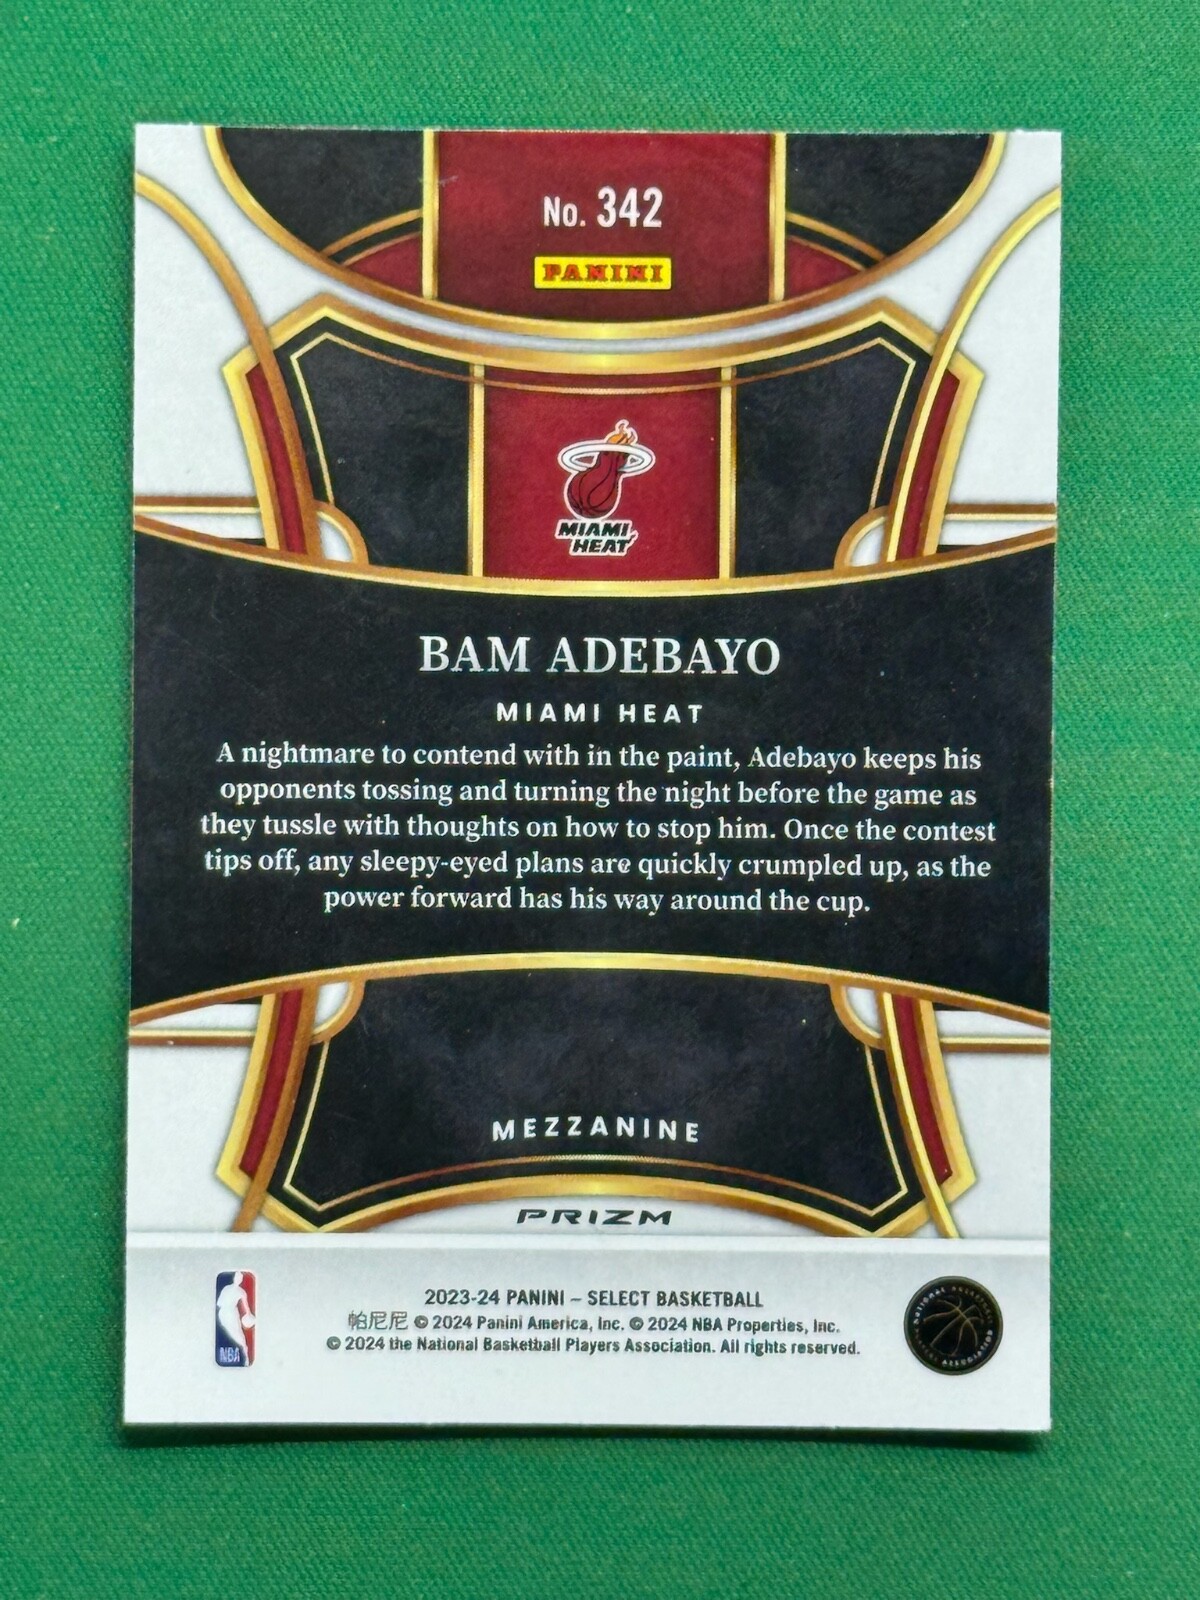 No. 342
PANINI
MIAMI
HEAT
BAM ADEBAYO
MIAMI HEAT
A nightmare to contend with in the paint, Adebayo keeps his
opponents tossing and turning the night before the game as
they tussle with thoughts on how to stop him. Once the contest
tips off, any sleepy-eyed plans are quickly crumpled up, as the
power forward has his way around the cup.
MEZZANINE
PRIZM
2023-24 PANINI – SELECT BASKETBALL
帕尼尼 © 2024 Panini America, Inc. © 2024 NBA Properties, Inc.
© 2024 the National Basketball Players Association. All rights reserved.
NBA
NATIONAL BASKETBALL
PLAYERS ASSOCIATION